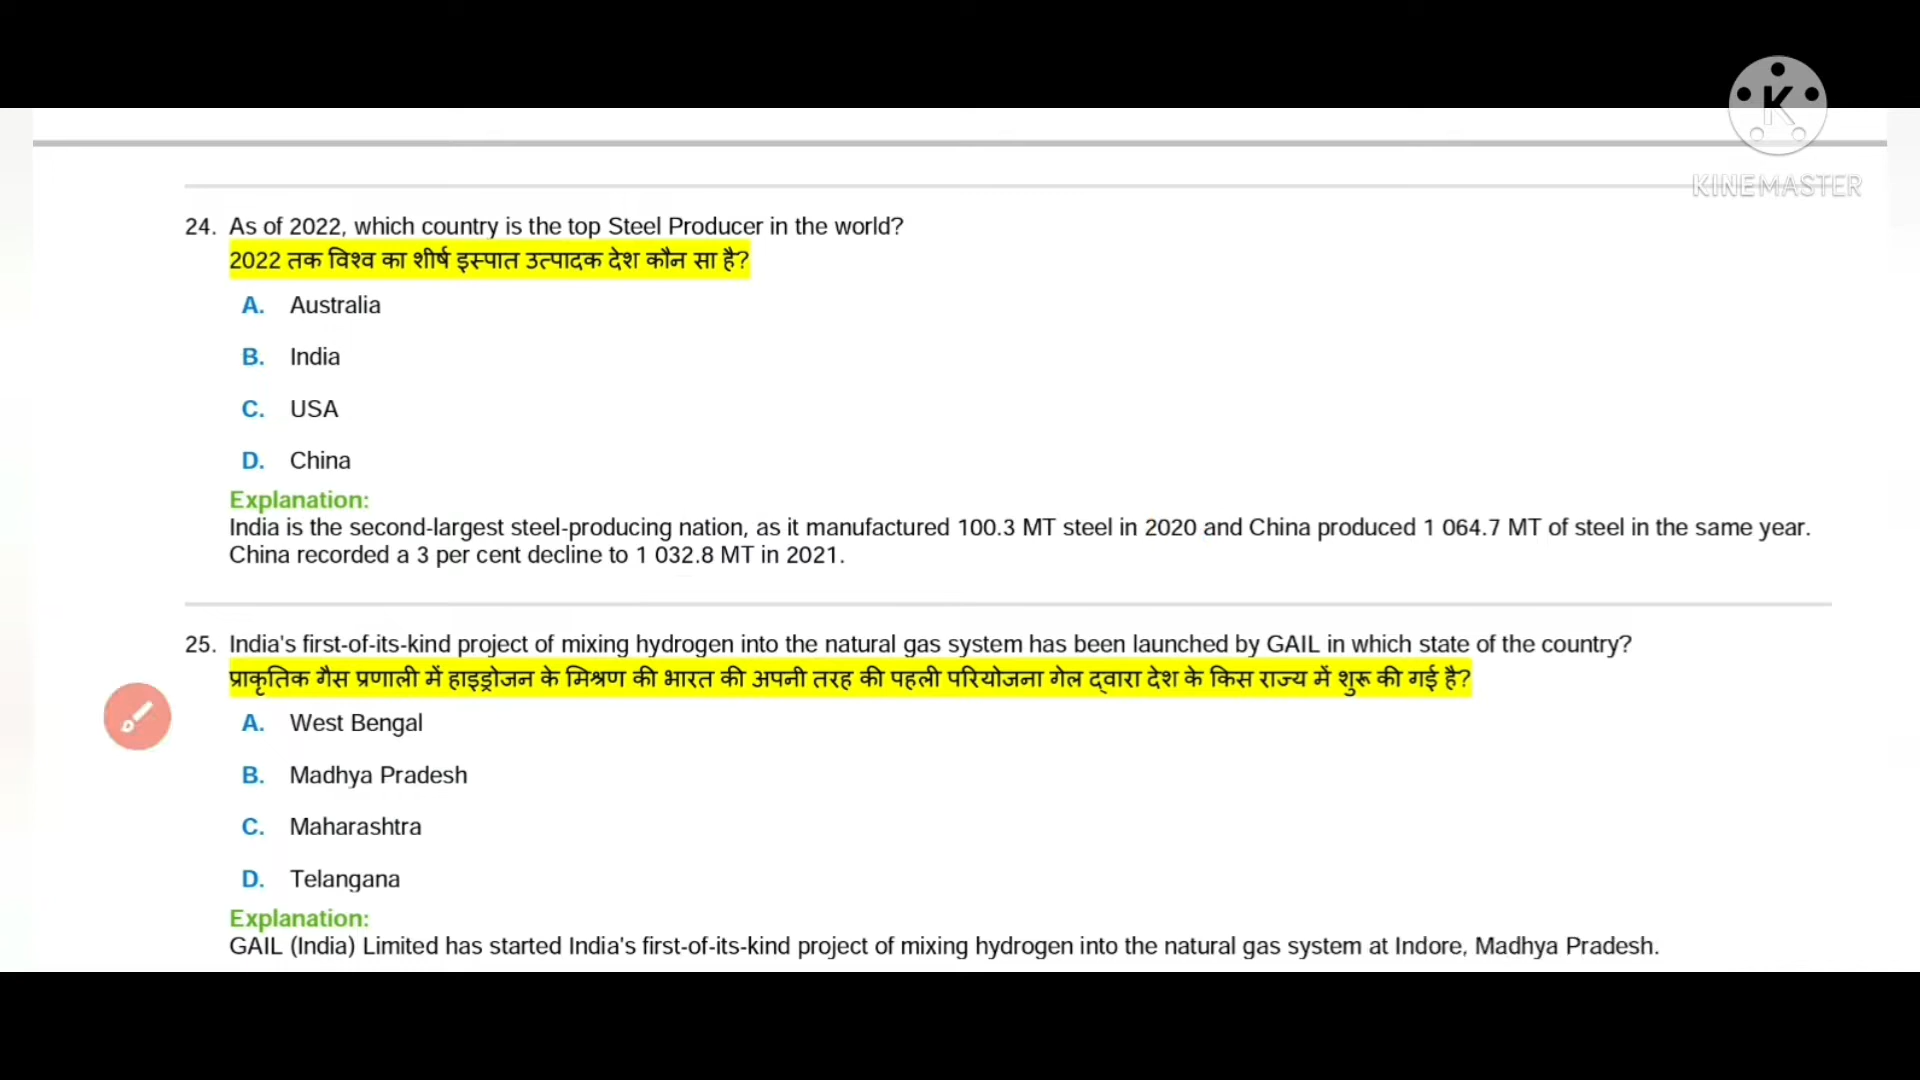 K
KINEMASTER
24. As of 2022, which country is the top Steel Producer in the world?
2022 तक विश्व का शीर्ष इस्पात उत्पादक देश कौन सा है?
A. Australia
B. India
C. USA
D. China
Explanation:
India is the second-largest steel-producing nation, as it manufactured 100.3 MT steel in 2020 and China produced 1 064.7 MT of steel in the same year.
China recorded a 3 per cent decline to 1 032.8 MT in 2021.
25. India's first-of-its-kind project of mixing hydrogen into the natural gas system has been launched by GAIL in which state of the country?
प्राकृतिक गैस प्रणाली में हाइड्रोजन के मिश्रण की भारत की अपनी तरह की पहली परियोजना गेल द्वारा देश के किस राज्य में शुरू की गई है?
A. West Bengal
B. Madhya Pradesh
C. Maharashtra
D. Telangana
Explanation:
GAIL (India) Limited has started India's first-of-its-kind project of mixing hydrogen into the natural gas system at Indore, Madhya Pradesh.